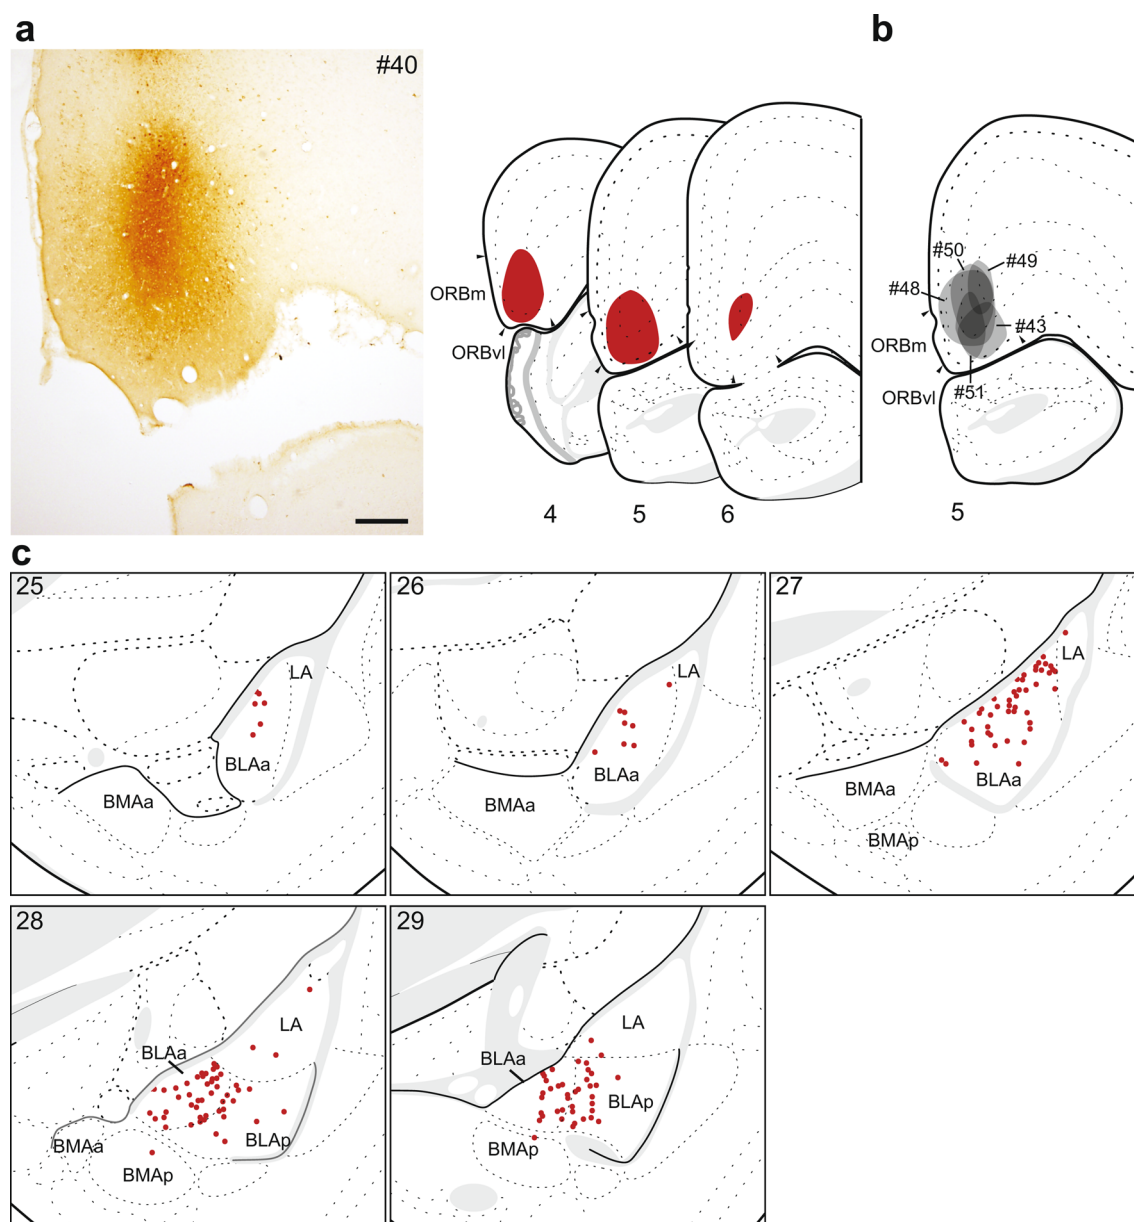 a
b
#40
ORBm
ORBvl
4
5
6
#50
#49
#48
#43
ORBm
ORBvl
#51
5
c
25
LA
BLAa
BMAa
26
LA
BLAa
BMAa
27
LA
BLAa
BMAa
BMAp
28
LA
BLAa
BLAp
BMAa
BMAp
29
LA
BLAa
BLAp
BMAp